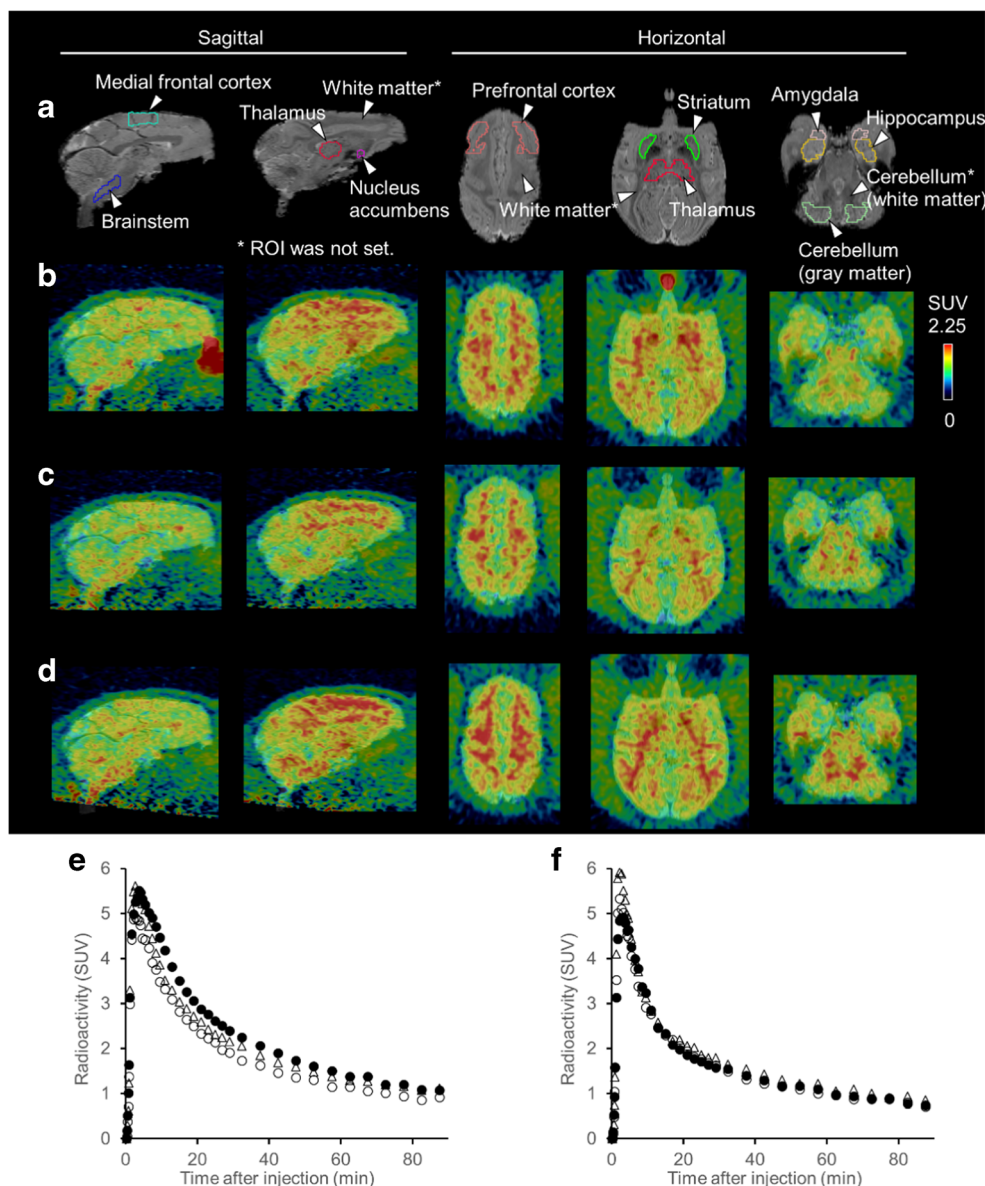 Sagittal
Horizontal
a
Medial frontal cortex
Thalamus
White matter*
Brainstem
Nucleus
accumbens
* ROI was not set.
Prefrontal cortex
White matter*
Striatum
Thalamus
Amygdala
Hippocampus
Cerebellum*
(white matter)
Cerebellum
(gray matter)
b
SUV
2.25
0
c
d
e
Radioactivity (SUV)
6
5
4
3
2
1
0
0 20 40 60 80
Time after injection (min)
f
Radioactivity (SUV)
6
5
4
3
2
1
0
0 20 40 60 80
Time after injection (min)